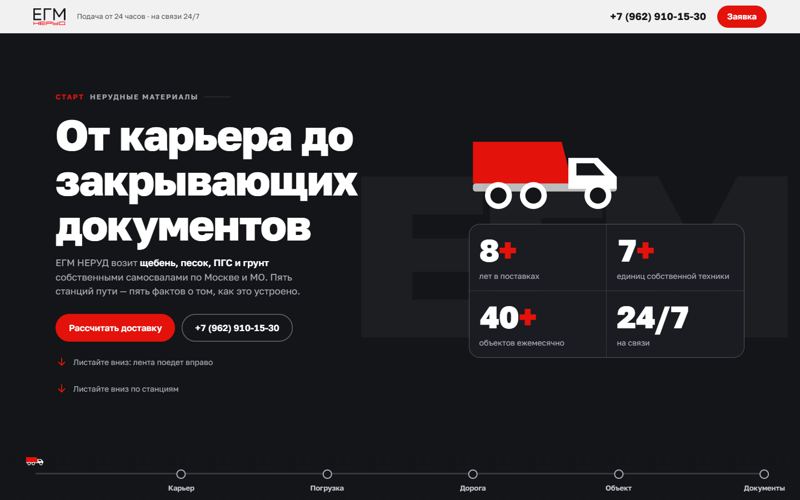 ЕГМ
НЕРУД
Подача от 24 часов · на связи 24/7
+7 (962) 910-15-30
Заявка
СТАРТ НЕРУДНЫЕ МАТЕРИАЛЫ
От карьера до
закрывающих
документов
ЕГМ НЕРУД возит щебень, песок, ПГС и грунт
собственными самосвалами по Москве и МО. Пять
станций пути — пять фактов о том, как это устроено.
Рассчитать доставку
+7 (962) 910-15-30
Листайте вниз: лента поедет вправо
Листайте вниз по станциям
ЕГМ
8+
лет в поставках
7+
единиц собственной техники
40+
объектов ежемесячно
24/7
на связи
Карьер
Погрузка
Дорога
Объект
Документы